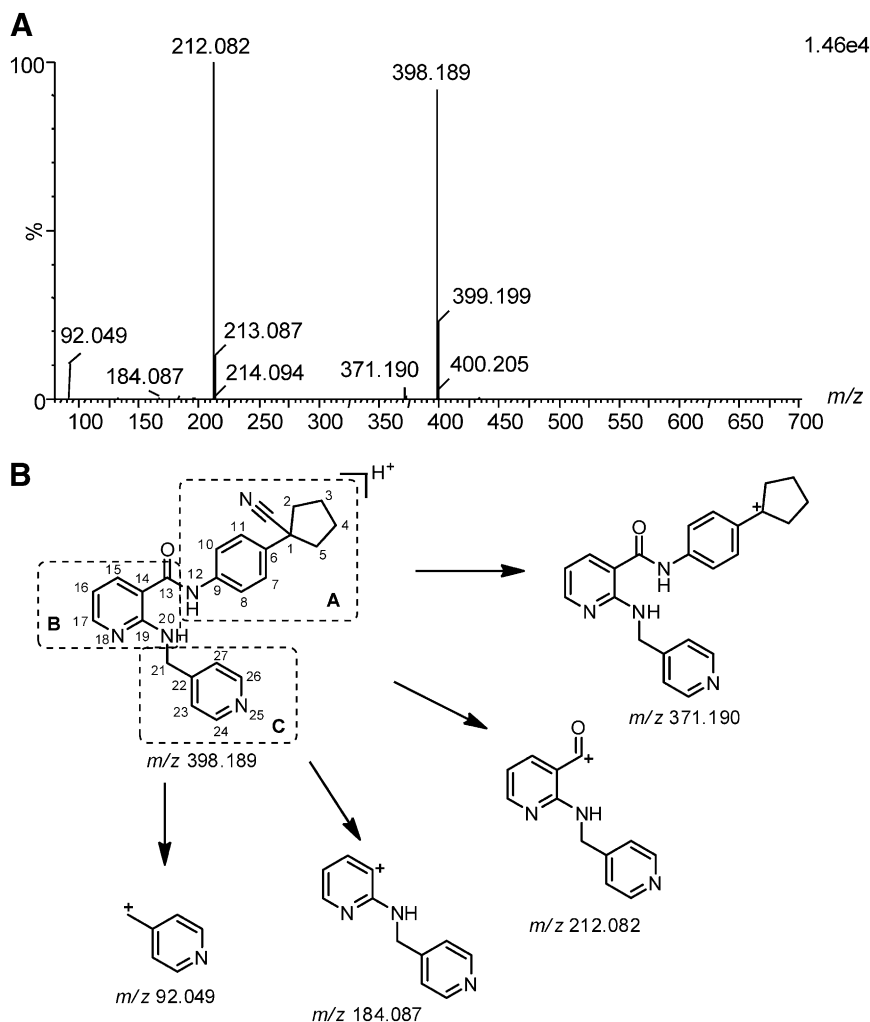 A
212.082
1.46e4
100
398.189
%
399.199
92.049
213.087
184.087
214.094
371.190
400.205
0
m/z
100 150 200 250 300 350 400 450 500 550 600 650 700
B
H+
N
2 3
11 4
10 1
O 6 5
15 12 9 7
16 14 13 N 8
H A
B 20
17 18 N 19 NH
21 27
22 26
23 N 25
24 C
m/z 398.189
+
O
N
H
N NH
N
m/z 371.190
O
+
N NH
N
m/z 212.082
+
N
m/z 92.049
+
N NH
N
m/z 184.087